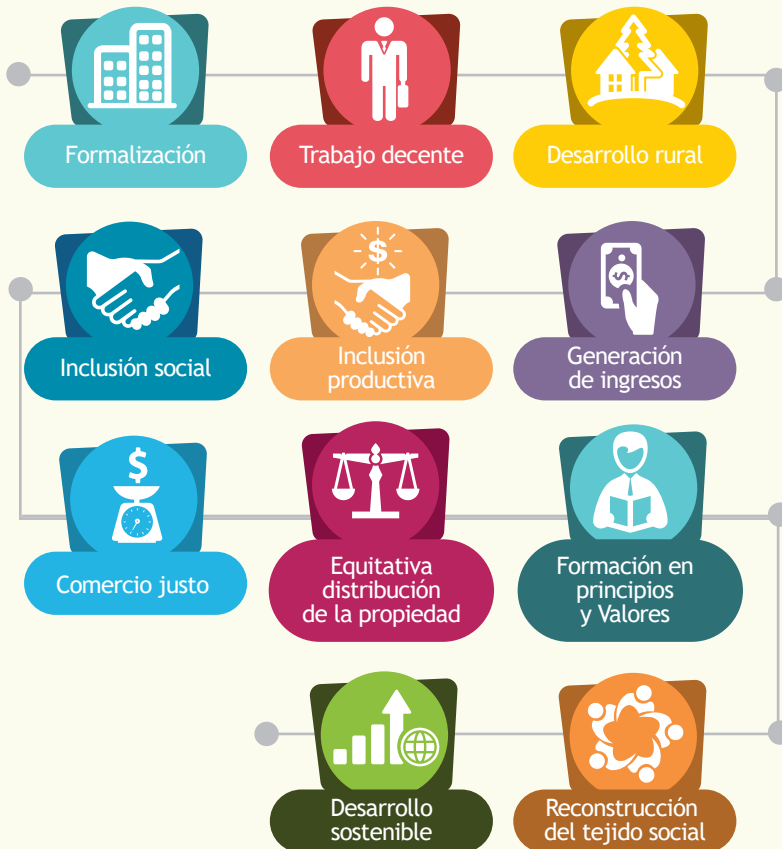 Formalización
Trabajo decente
Desarrollo rural
Inclusión social
Inclusión
productiva
Generación
de ingresos
$
Comercio justo
Equitativa
distribución
de la propiedad
Formación en
principios
y Valores
Desarrollo
sostenible
Reconstrucción
del tejido social